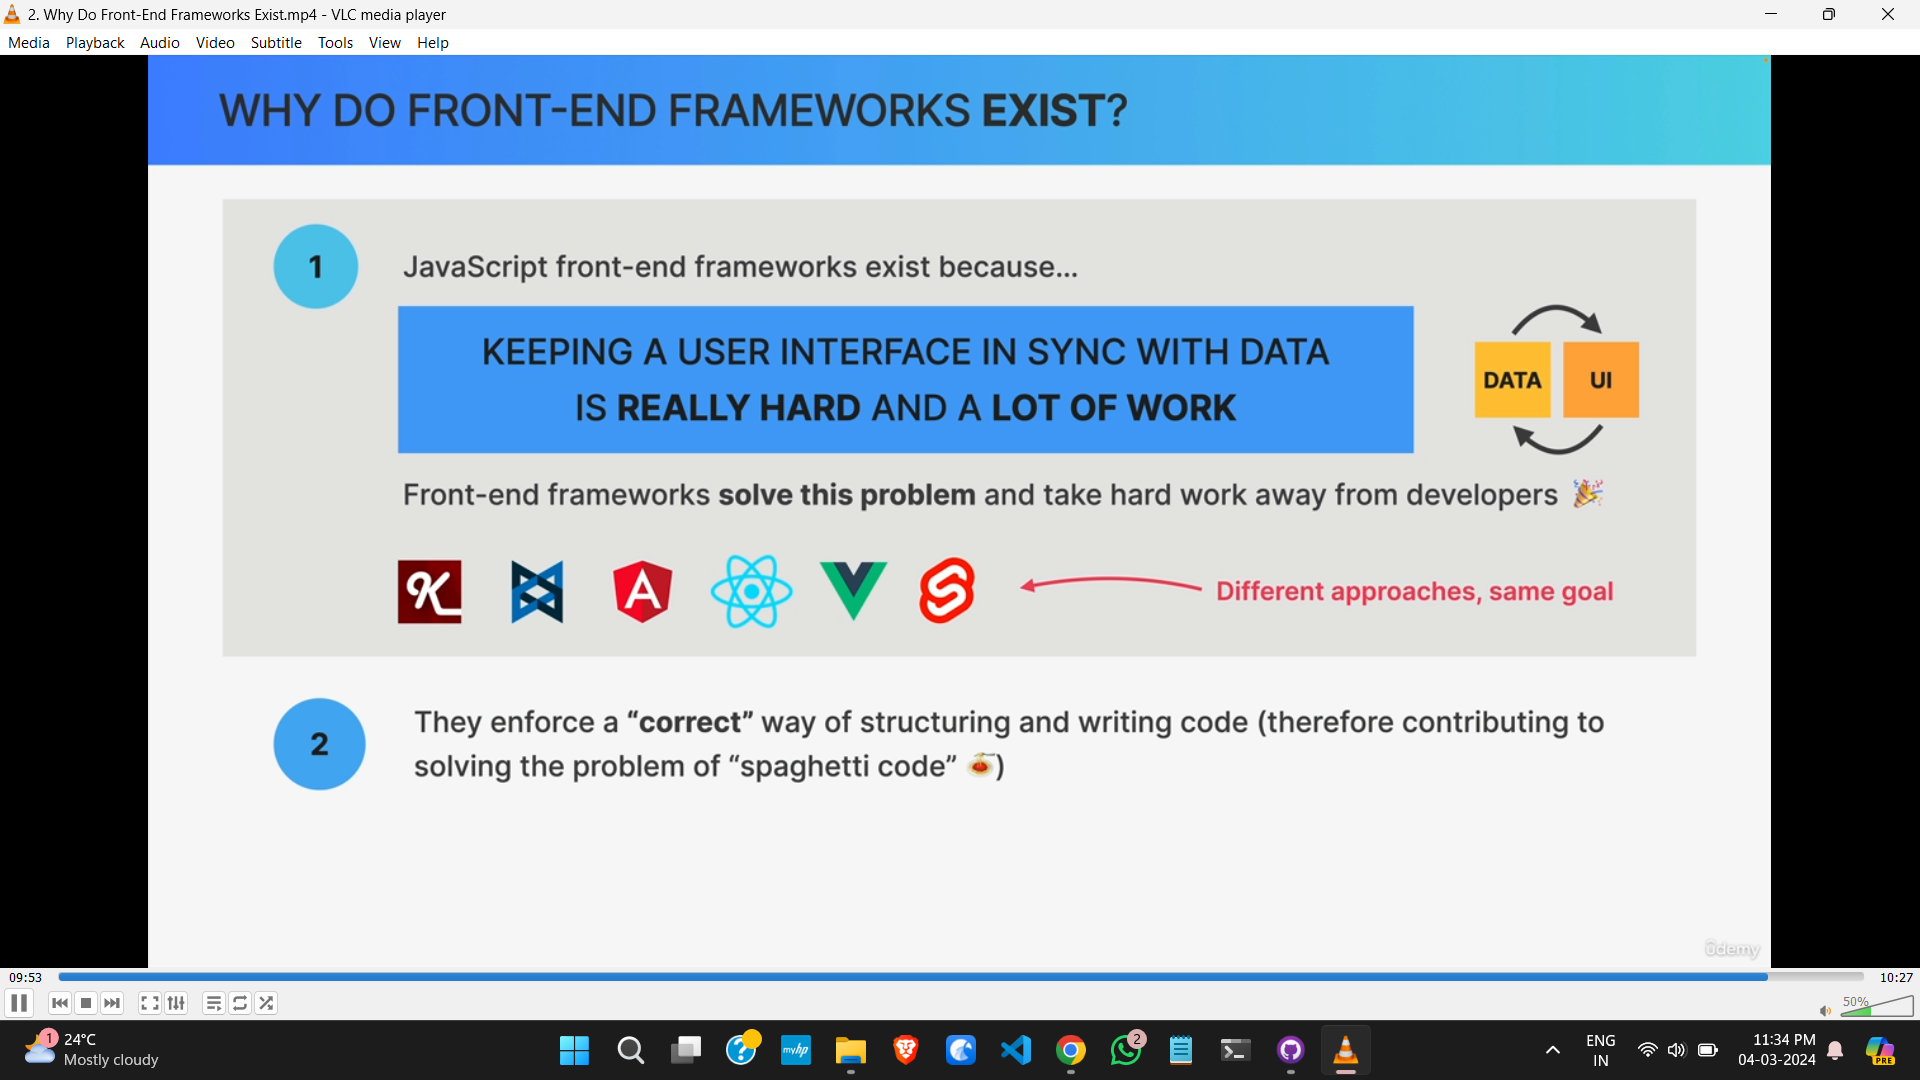 2. Why Do Front-End Frameworks Exist.mp4 - VLC media player
Media Playback Audio Video Subtitle Tools View Help
WHY DO FRONT-END FRAMEWORKS EXIST?
1
JavaScript front-end frameworks exist because...
KEEPING A USER INTERFACE IN SYNC WITH DATA
IS REALLY HARD AND A LOT OF WORK
DATA UI
Front-end frameworks solve this problem and take hard work away from developers 🎉
K
A
S
Different approaches, same goal
2
They enforce a “correct” way of structuring and writing code (therefore contributing to
solving the problem of “spaghetti code” 🍝)
ûdemy
09:53
10:27
50%
1
24°C
Mostly cloudy
myhp
2
ENG
IN
11:34 PM
04-03-2024
PRE